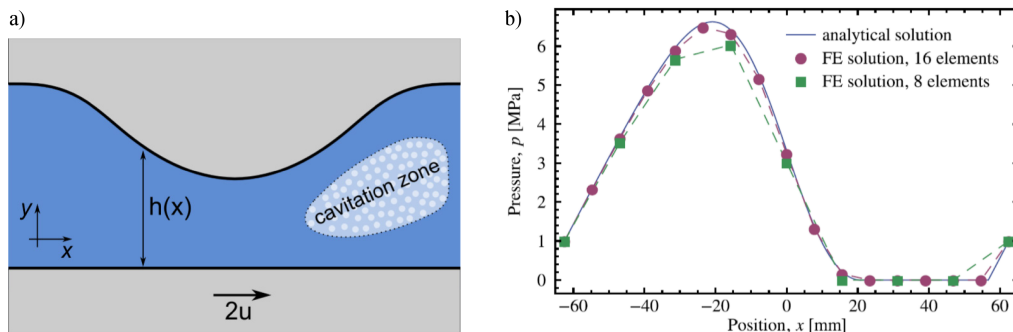 a)
h(x)
cavitation zone
y
x
2u
b)
Pressure, p [MPa]
6
5
4
3
2
1
0
analytical solution
FE solution, 16 elements
FE solution, 8 elements
−60 −40 −20 0 20 40 60
Position, x [mm]